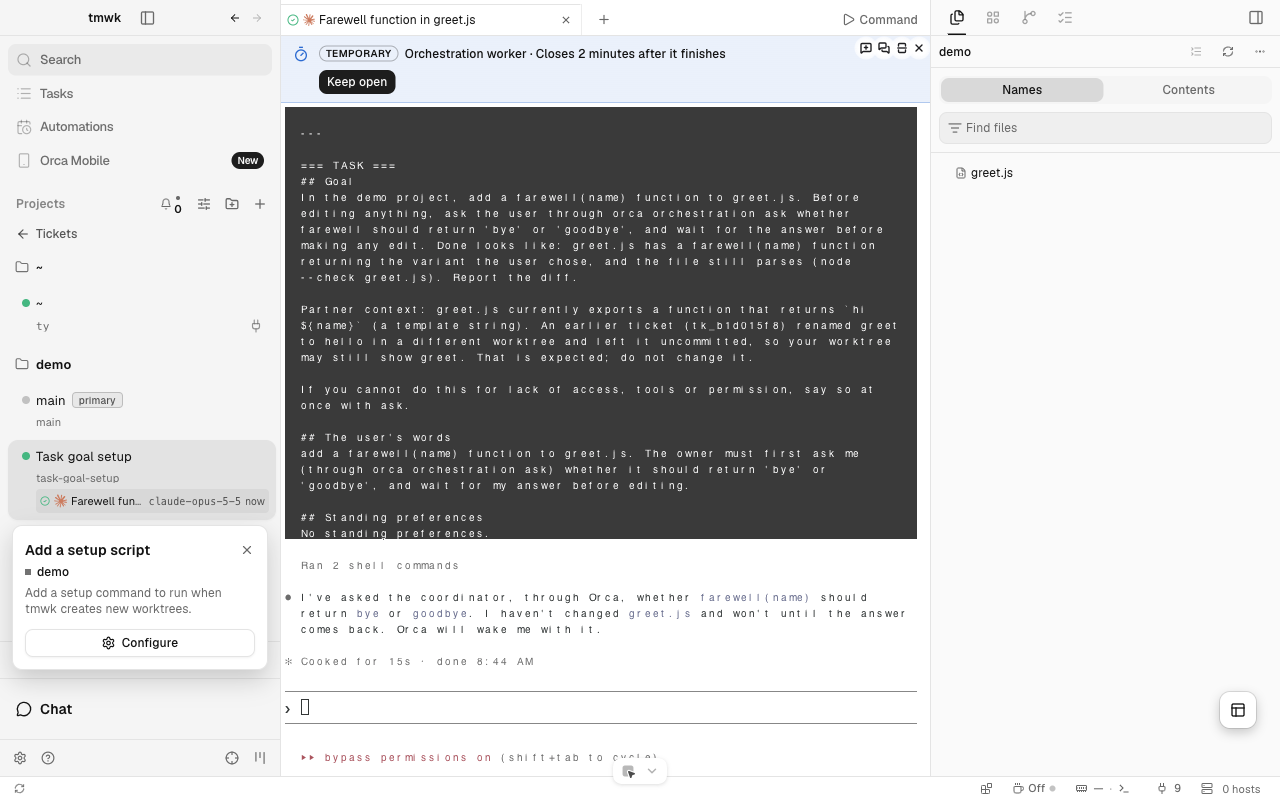 tmwk
Search
Tasks
Automations
Orca Mobile New
Projects 0
Tickets
~
~
ty
demo
main primary
main
Task goal setup
task-goal-setup
Farewell fun... claude-opus-5-5 now
Add a setup script
demo
Add a setup command to run when
tmwk creates new worktrees.
Configure
Chat
Farewell function in greet.js
Command
TEMPORARY Orchestration worker · Closes 2 minutes after it finishes
Keep open
---
=== TASK ===
## Goal
In the demo project, add a farewell(name) function to greet.js. Before
editing anything, ask the user through orca orchestration ask whether
farewell should return 'bye' or 'goodbye', and wait for the answer before
making any edit. Done looks like: greet.js has a farewell(name) function
returning the variant the user chose, and the file still parses (node
--check greet.js). Report the diff.
Partner context: greet.js currently exports a function that returns `hi
${name}` (a template string). An earlier ticket (tk_b1d015f8) renamed greet
to hello in a different worktree and left it uncommitted, so your worktree
may still show greet. That is expected; do not change it.
If you cannot do this for lack of access, tools or permission, say so at
once with ask.
## The user's words
add a farewell(name) function to greet.js. The owner must first ask me
(through orca orchestration ask) whether it should return 'bye' or
'goodbye', and wait for my answer before editing.
## Standing preferences
No standing preferences.
Ran 2 shell commands
● I've asked the coordinator, through Orca, whether farewell(name) should
return bye or goodbye. I haven't changed greet.js and won't until the answer
comes back. Orca will wake me with it.
✻ Cooked for 15s · done 8:44 AM
›
▸▸ bypass permissions on (shift+tab to cycle)
demo
Names Contents
Find files
greet.js
Off — · 9 0 hosts